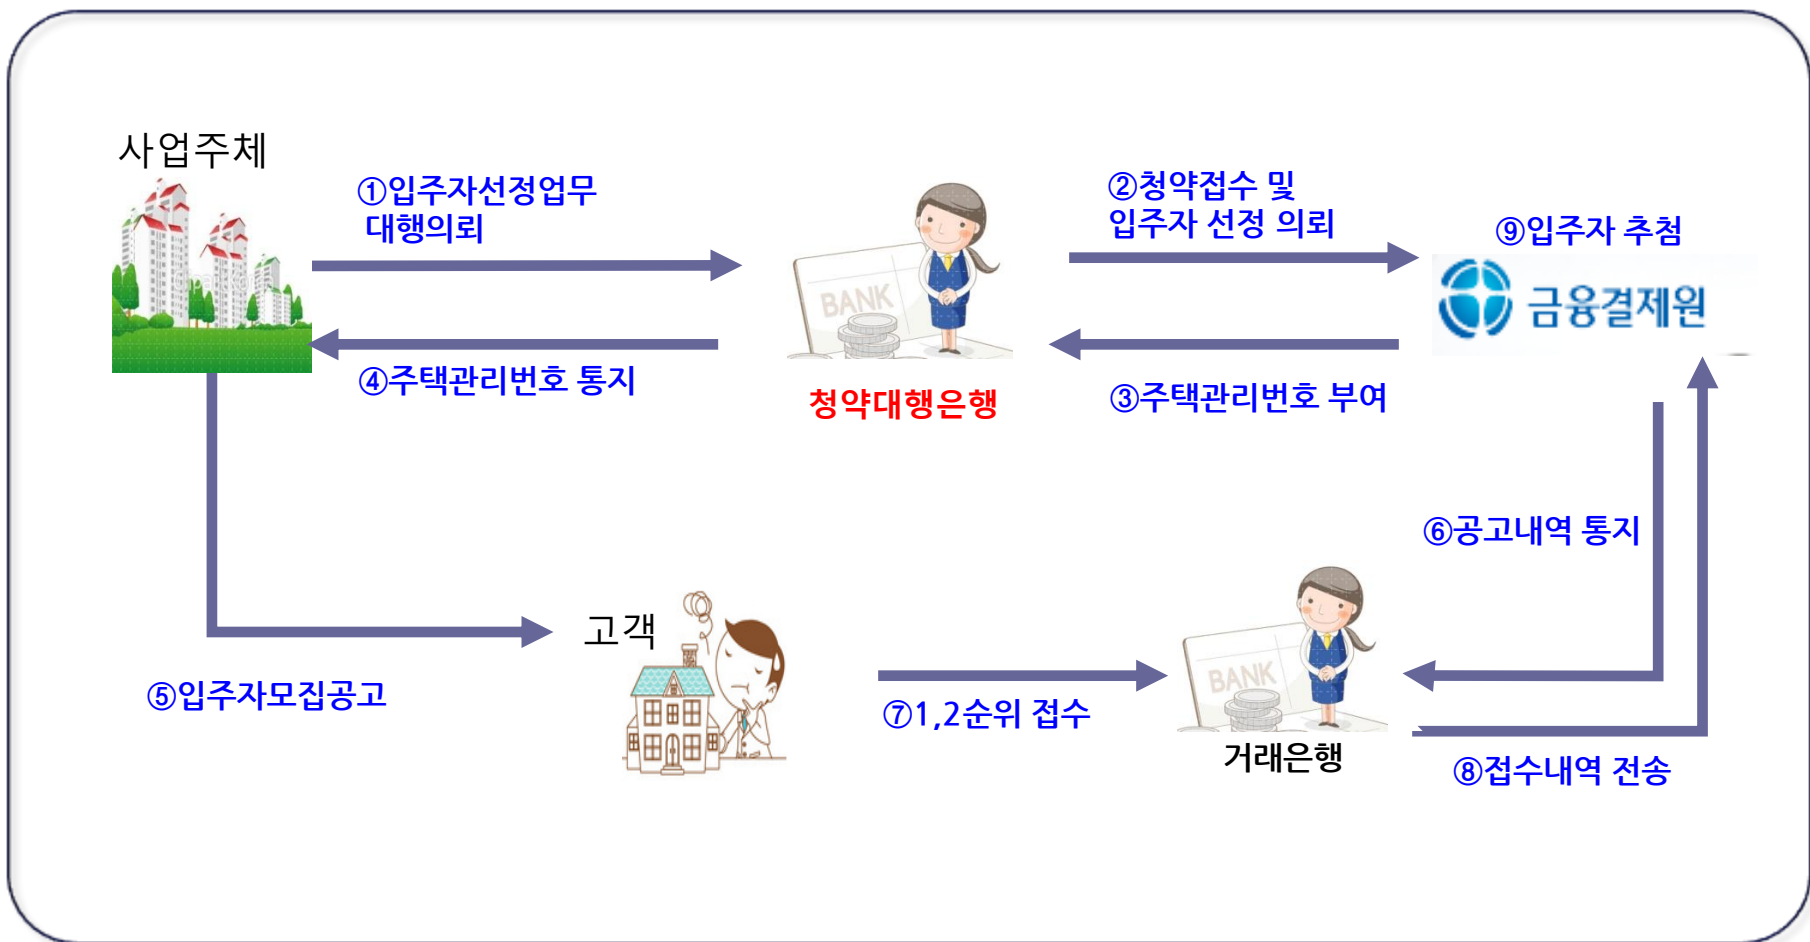 사업주체
①입주자선정업무
대행의뢰
②청약접수 및
입주자 선정 의뢰
⑨입주자 추첨
BANK
금융결제원
④주택관리번호 통지
청약대행은행
③주택관리번호 부여
⑥공고내역 통지
고객
⑤입주자모집공고
⑦1,2순위 접수
BANK
거래은행
⑧접수내역 전송